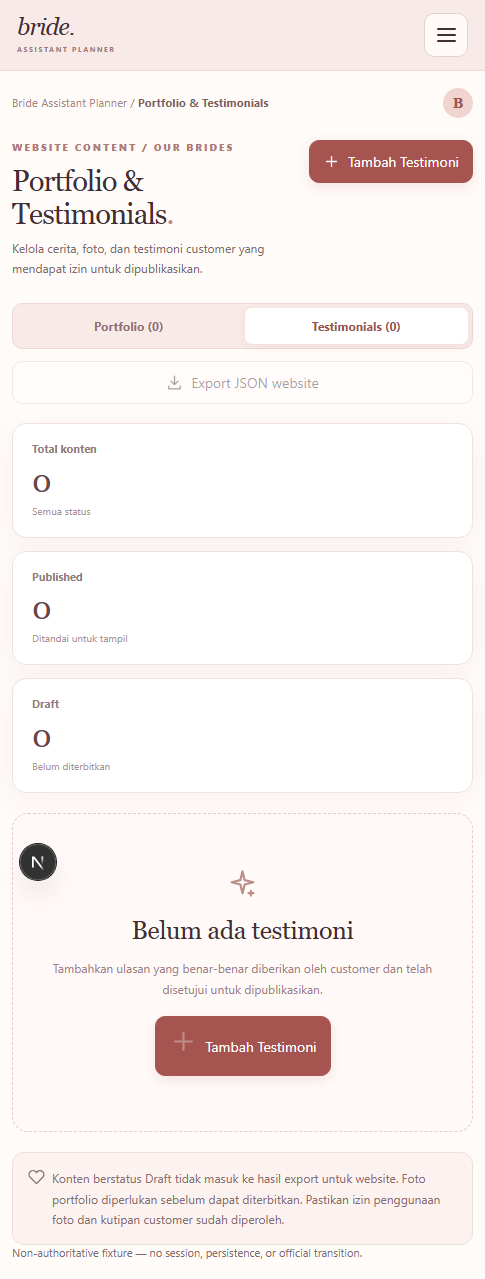 bride.
ASSISTANT PLANNER
Bride Assistant Planner / Portfolio & Testimonials
B
WEBSITE CONTENT / OUR BRIDES
Portfolio &
Testimonials.
Tambah Testimoni
Kelola cerita, foto, dan testimoni customer yang
mendapat izin untuk dipublikasikan.
Portfolio (0)
Testimonials (0)
Export JSON website
Total konten
0
Semua status
Published
0
Ditandai untuk tampil
Draft
0
Belum diterbitkan
N
Belum ada testimoni
Tambahkan ulasan yang benar-benar diberikan oleh customer dan telah
disetujui untuk dipublikasikan.
Tambah Testimoni
Konten berstatus Draft tidak masuk ke hasil export untuk website. Foto
portfolio diperlukan sebelum dapat diterbitkan. Pastikan izin penggunaan
foto dan kutipan customer sudah diperoleh.
Non-authoritative fixture — no session, persistence, or official transition.